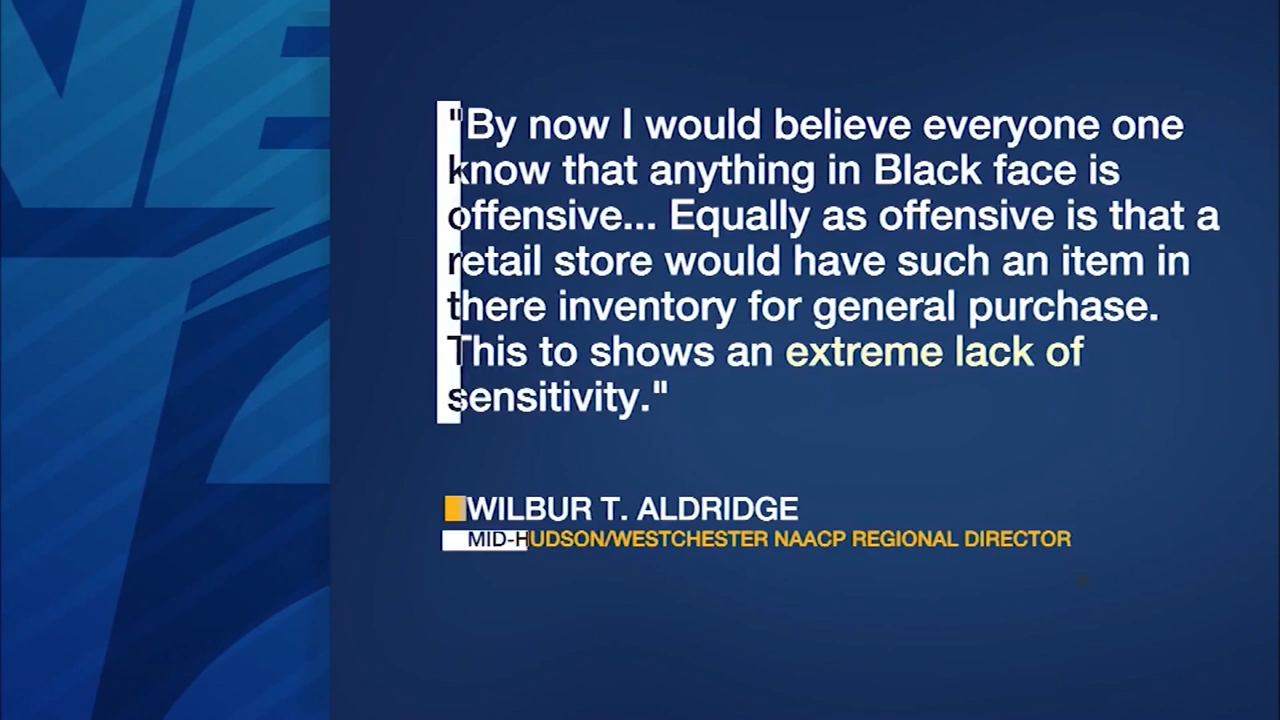 "By now I would believe everyone one
know that anything in Black face is
offensive... Equally as offensive is that a
retail store would have such an item in
there inventory for general purchase.
This to shows an extreme lack of
sensitivity."
WILBUR T. ALDRIDGE
MID-HUDSON/WESTCHESTER NAACP REGIONAL DIRECTOR